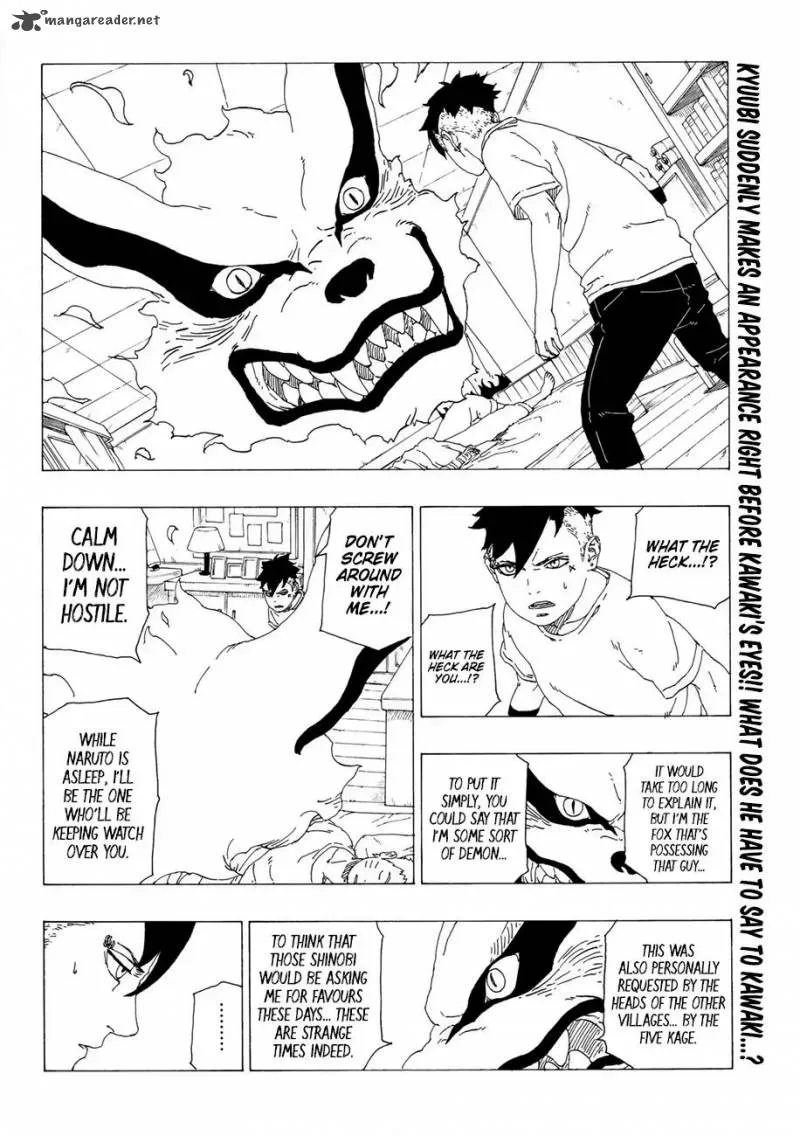 mangareader.net
KYUUBI SUDDENLY MAKES AN APPEARANCE RIGHT BEFORE KAWAKI'S EYES!! WHAT DOES HE HAVE TO SAY TO KAWAKI...?
WHAT THE
HECK...!?
WHAT THE
HECK ARE
YOU...!?
DON'T
SCREW
AROUND
WITH
ME...!
CALM
DOWN...
I'M NOT
HOSTILE.
WHILE
NARUTO IS
ASLEEP, I'LL
BE THE ONE
WHO'LL BE
KEEPING WATCH
OVER YOU.
IT WOULD
TAKE TOO LONG
TO EXPLAIN IT,
BUT I'M THE
FOX THAT'S
POSSESSING
THAT GUY...
TO PUT IT
SIMPLY, YOU
COULD SAY THAT
I'M SOME SORT
OF DEMON...
THIS WAS
ALSO PERSONALLY
REQUESTED BY THE
HEADS OF THE OTHER
VILLAGES... BY THE
FIVE KAGE.
TO THINK THAT
THOSE SHINOBI
WOULD BE ASKING
ME FOR FAVOURS
THESE DAYS... THESE
ARE STRANGE
TIMES INDEED.
........